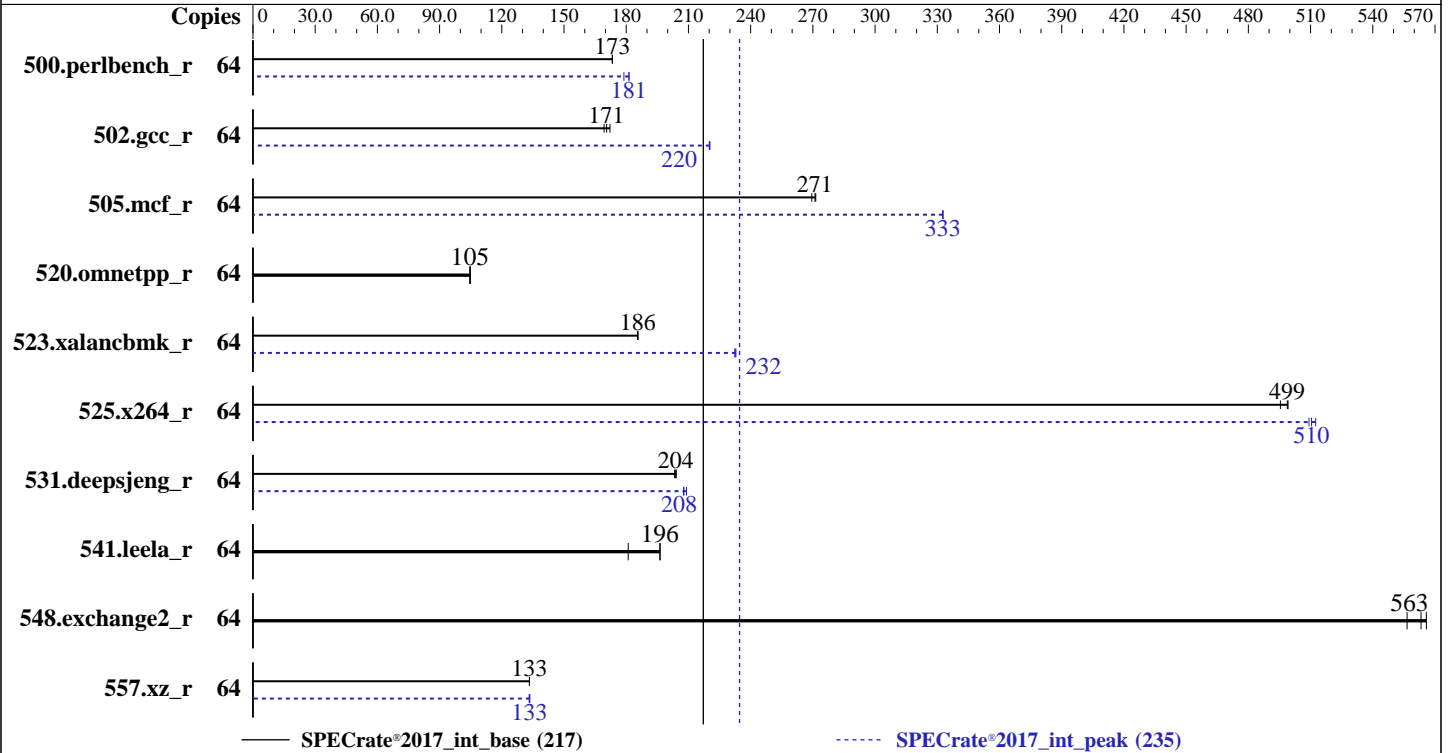 Copies 0 30.0 60.0 90.0 120 150 180 210 240 270 300 330 360 390 420 450 480 510 540 570
173
500.perlbench_r 64
181
171
502.gcc_r 64
220
271
505.mcf_r 64
333
105
520.omnetpp_r 64
186
523.xalancbmk_r 64
232
499
525.x264_r 64
510
204
531.deepsjeng_r 64
208
196
541.leela_r 64
563
548.exchange2_r 64
133
557.xz_r 64
133
SPECrate®2017_int_base (217) SPECrate®2017_int_peak (235)